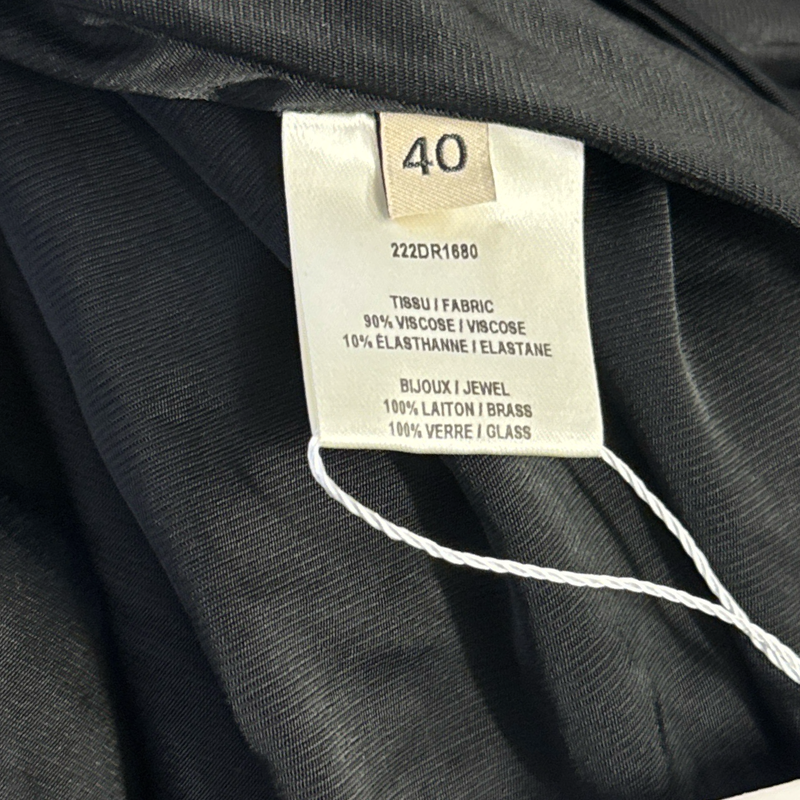 40
222DR1680
TISSU / FABRIC
90% VISCOSE / VISCOSE
10% ÉLASTHANNE / ELASTANE
BIJOUX / JEWEL
100% LAITON / BRASS
100% VERRE / GLASS